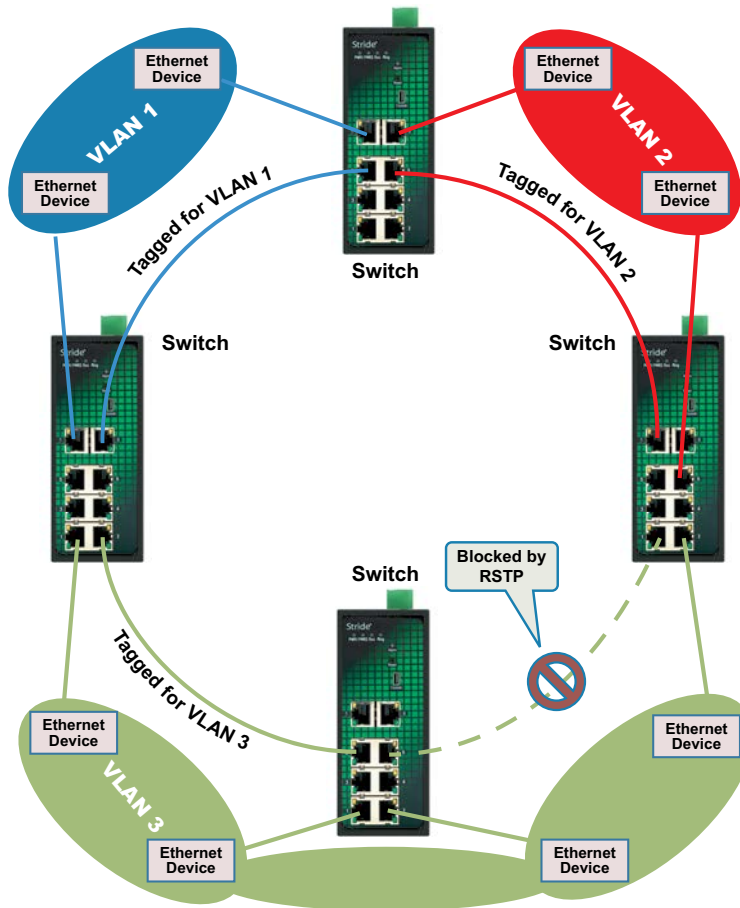 Ethernet
Device
VLAN 1
Ethernet
Device
Stride
Ethernet
Device
VLAN 2
Ethernet
Device
Tagged for VLAN 1
Tagged for VLAN 2
Switch
Switch
Stride
Switch
Stride
Blocked by
RSTP
Switch
Stride
Tagged for VLAN 3
Ethernet
Device
VLAN 3
Ethernet
Device
Ethernet
Device
Ethernet
Device